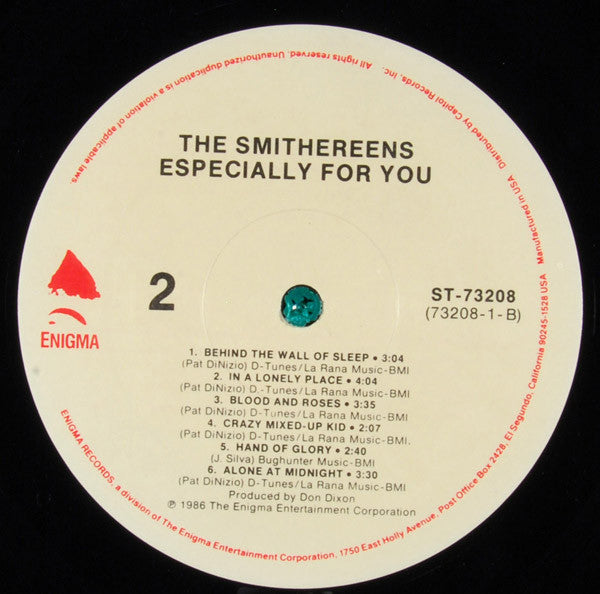 THE SMITHEREENS
ESPECIALLY FOR YOU
2
ST-73208
(73208-1-B)
ENIGMA
1. BEHIND THE WALL OF SLEEP • 3:04
(Pat DiNizio) D-Tunes/La Rana Music-BMI
2. IN A LONELY PLACE • 4:04
(Pat DiNizio) D.-Tunes/La Rana Music-BMI
3. BLOOD AND ROSES • 3:35
(Pat DiNizio) D-Tunes/La Rana Music-BMI
4. CRAZY MIXED-UP KID • 2:07
(Pat DiNizio) D-Tunes/La Rana Music-BMI.
5. HAND OF GLORY • 2:40
(J. Silva) Bughunter Music-BMI
6. ALONE AT MIDNIGHT • 3:30
(Pat DiNizio) D-Tunes/La Rana Music-BMI
Produced by Don Dixon
℗ 1986 The Enigma Entertainment Corporation
ENIGMA RECORDS, a division of The Enigma Entertainment Corporation, 1750 East Holly Avenue, Post Office Box 2428, El Segundo, California 90245-1528 USA Manufactured in USA
Distributed by Capitol Records, Inc. All rights reserved. Unauthorized duplication is a violation of applicable laws.